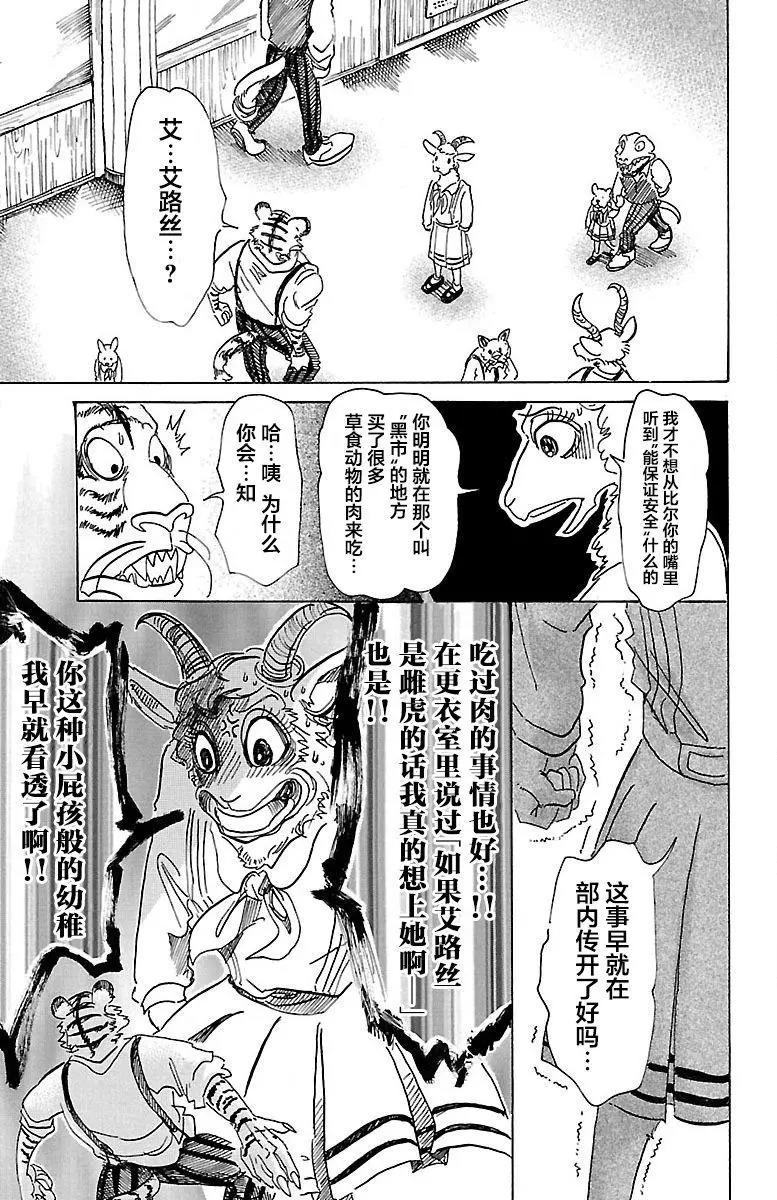 艾…艾路丝…?
我才不想从比尔你的嘴里
听到“能保证安全”什么的
你明明就在那个叫
“黑市”的地方
买了很多
草食动物的肉来吃…
哈…咦 为什么
你会…知
这事早就在
部内传开了好吗…
吃过肉的事情也好…!!
在更衣室里说过「如果艾路丝
是雌虎的话我真的想上她啊——」
也是!!
你这种小屁孩般的幼稚
我早就看透了啊!!